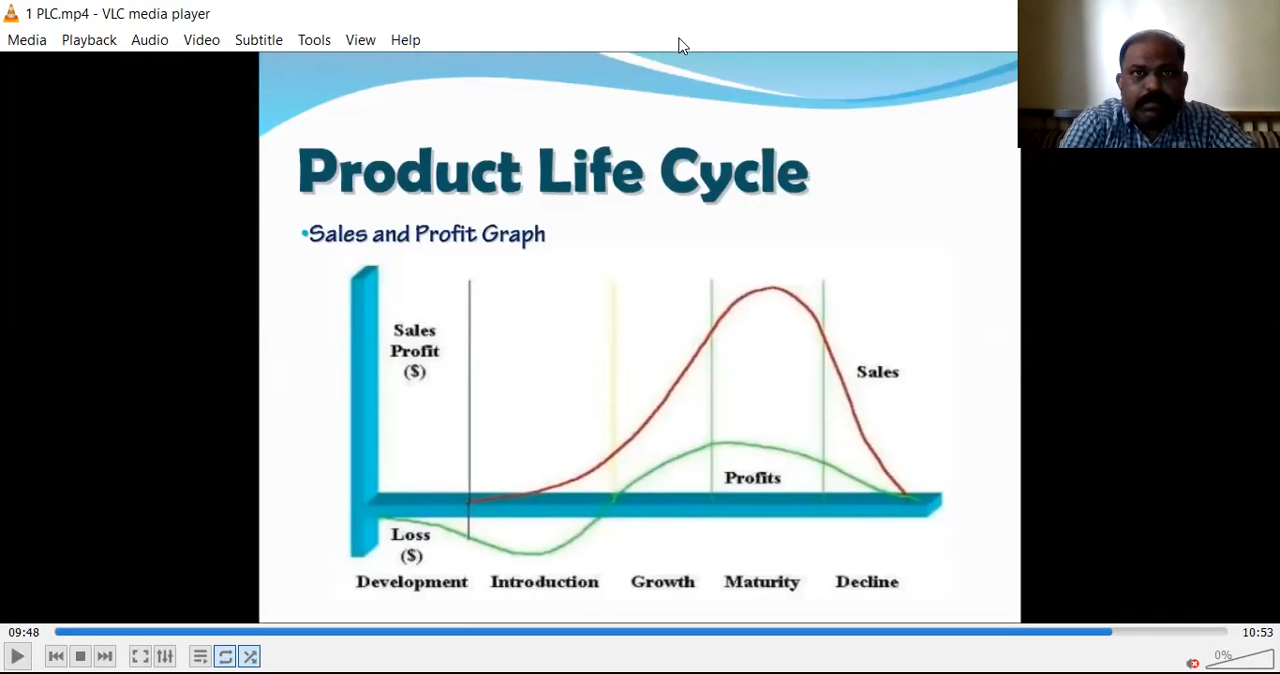 1 PLC.mp4 - VLC media player
Media Playback Audio Video Subtitle Tools View Help
Product Life Cycle
•Sales and Profit Graph
Sales
Profit
($)
Sales
Profits
Loss
($)
Development Introduction Growth Maturity Decline
09:48 10:53
0%